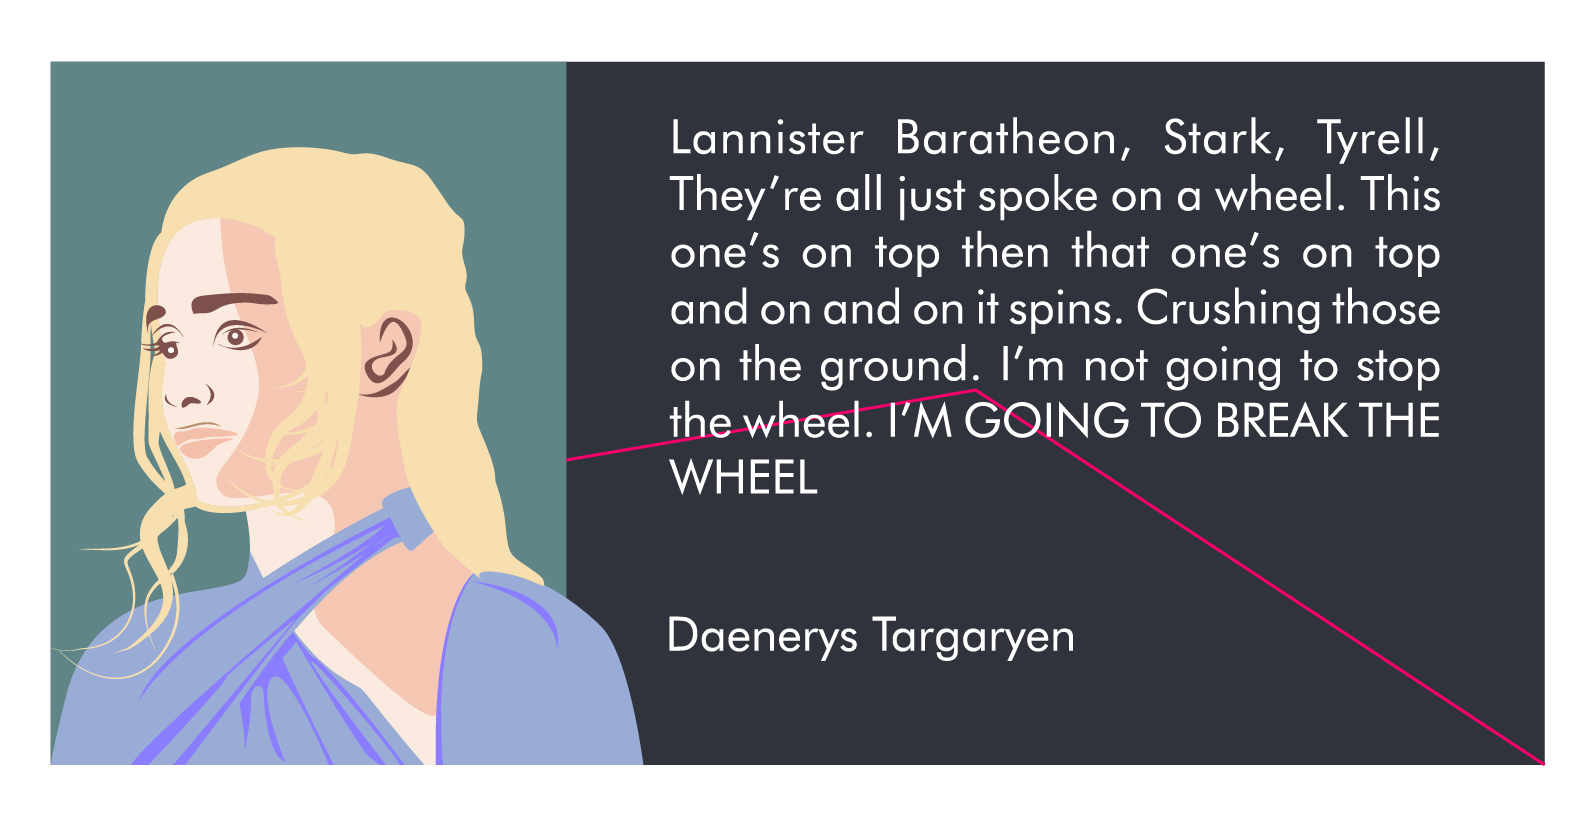 Lannister Baratheon, Stark, Tyrell,
They’re all just spoke on a wheel. This
one’s on top then that one’s on top
and on and on it spins. Crushing those
on the ground. I’m not going to stop
the wheel. I’M GOING TO BREAK THE
WHEEL
Daenerys Targaryen